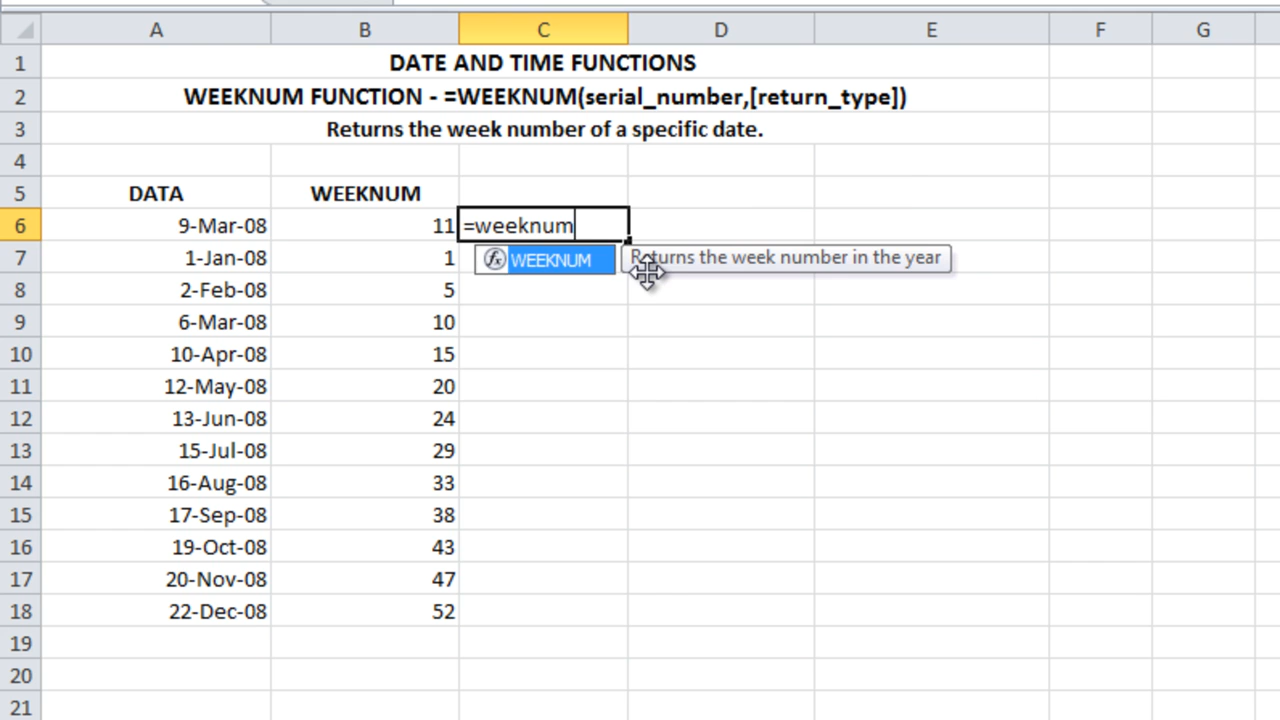 A B C D E F G
1 DATE AND TIME FUNCTIONS
2 WEEKNUM FUNCTION - =WEEKNUM(serial_number,[return_type])
3 Returns the week number of a specific date.
4
5 DATA WEEKNUM
6 9-Mar-08 11 =weeknum
7 1-Jan-08 1 WEEKNUM Returns the week number in the year
8 2-Feb-08 5
9 6-Mar-08 10
10 10-Apr-08 15
11 12-May-08 20
12 13-Jun-08 24
13 15-Jul-08 29
14 16-Aug-08 33
15 17-Sep-08 38
16 19-Oct-08 43
17 20-Nov-08 47
18 22-Dec-08 52
19
20
21